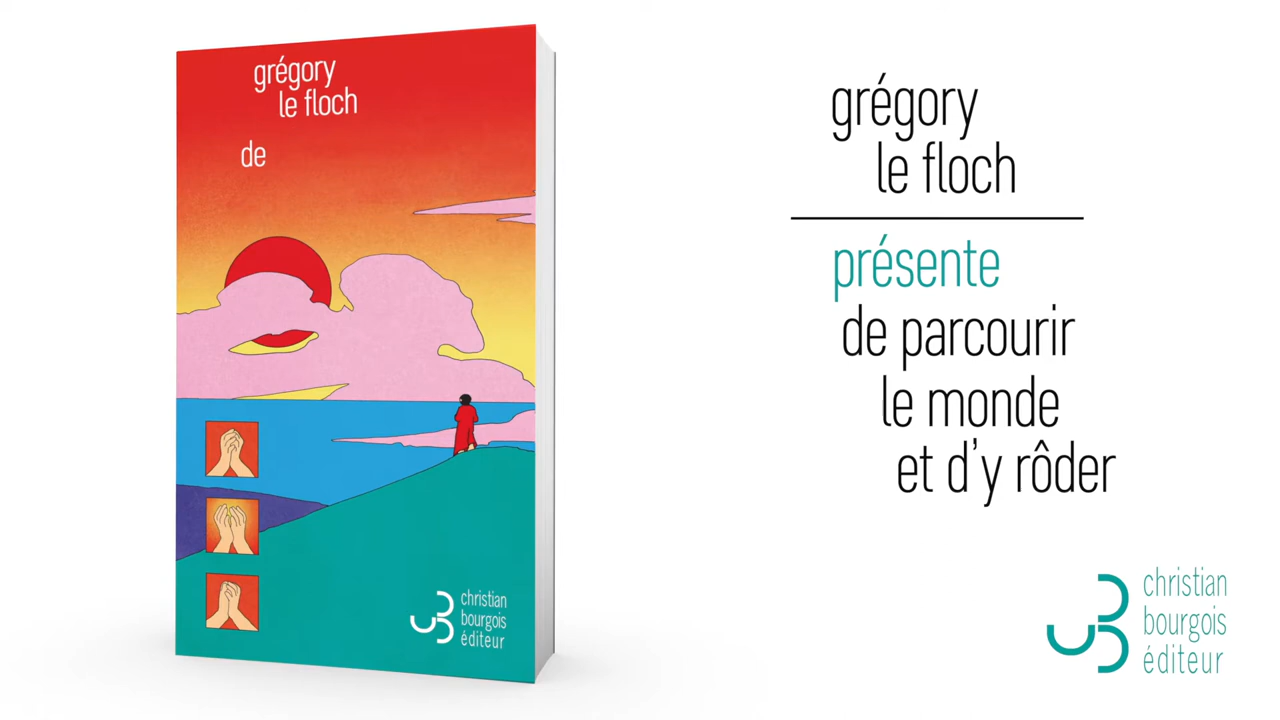 grégory
le floch
de
christian
bourgois
éditeur
grégory
le floch
présente
de parcourir
le monde
et d'y rôder
christian
bourgois
éditeur